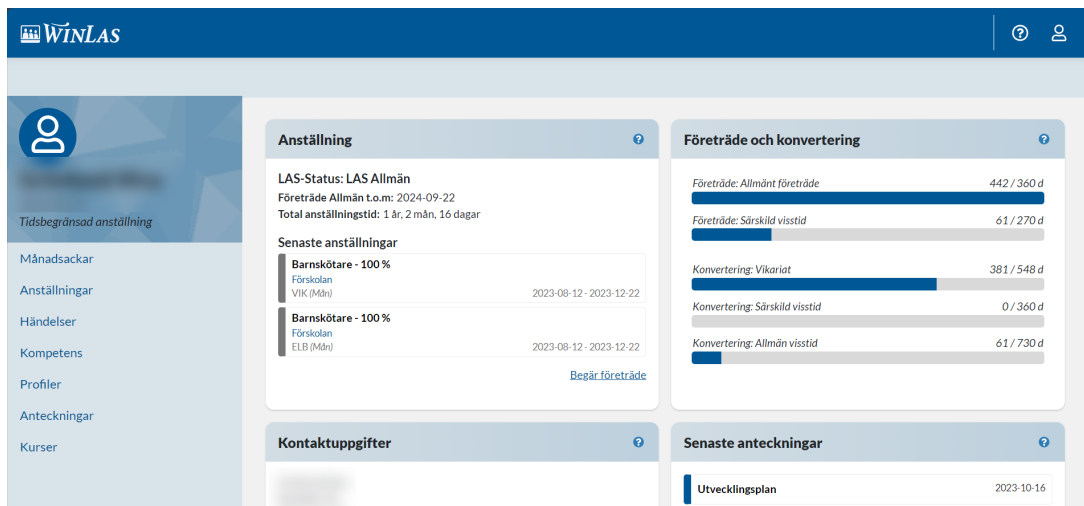 WINLAS
Tidsbegränsad anställning
Månadsackar
Anställningar
Händelser
Kompetens
Profiler
Anteckningar
Kurser
Anställning
LAS-Status: LAS Allmän
Företräde Allmän t.o.m: 2024-09-22
Total anställningstid: 1 år, 2 mån, 16 dagar
Senaste anställningar
Barnskötare - 100 %
Förskolan
VIK (Mån) 2023-08-12 - 2023-12-22
Barnskötare - 100 %
Förskolan
ELB (Mån) 2023-08-12 - 2023-12-22
Begär företräde
Företräde och konvertering
Företräde: Allmänt företräde 442 / 360 d
Företräde: Särskild visstid 61 / 270 d
Konvertering: Vikariat 381 / 548 d
Konvertering: Särskild visstid 0 / 360 d
Konvertering: Allmän visstid 61 / 730 d
Kontaktuppgifter
Senaste anteckningar
Utvecklingsplan 2023-10-16